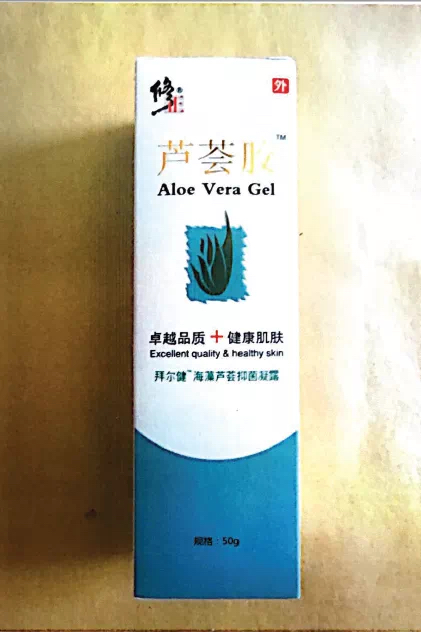 修正
外
芦荟胶™
Aloe Vera Gel
卓越品质+健康肌肤
Excellent quality & healthy skin
拜尔健™海藻芦荟抑菌凝露
规格：50g